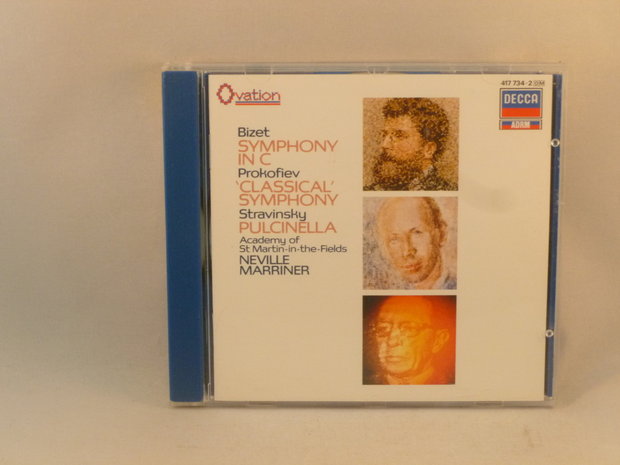 Ovation
417 734-2 DM
DECCA
ADRM
Bizet
SYMPHONY
IN C
Prokofiev
'CLASSICAL'
SYMPHONY
Stravinsky
PULCINELLA
Academy of
St Martin-in-the-Fields
NEVILLE
MARRINER